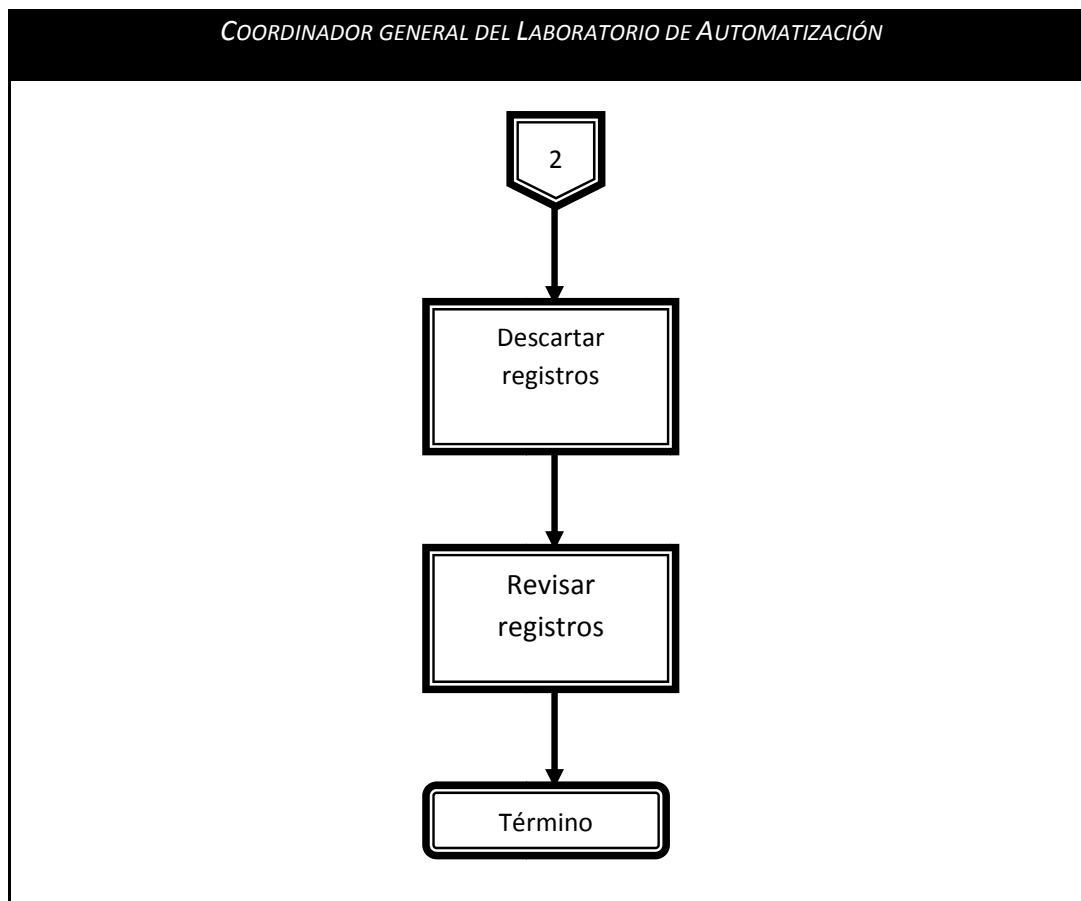 COORDINADOR GENERAL DEL LABORATORIO DE AUTOMATIZACIÓN
2
Descartar
registros
Revisar
registros
Término